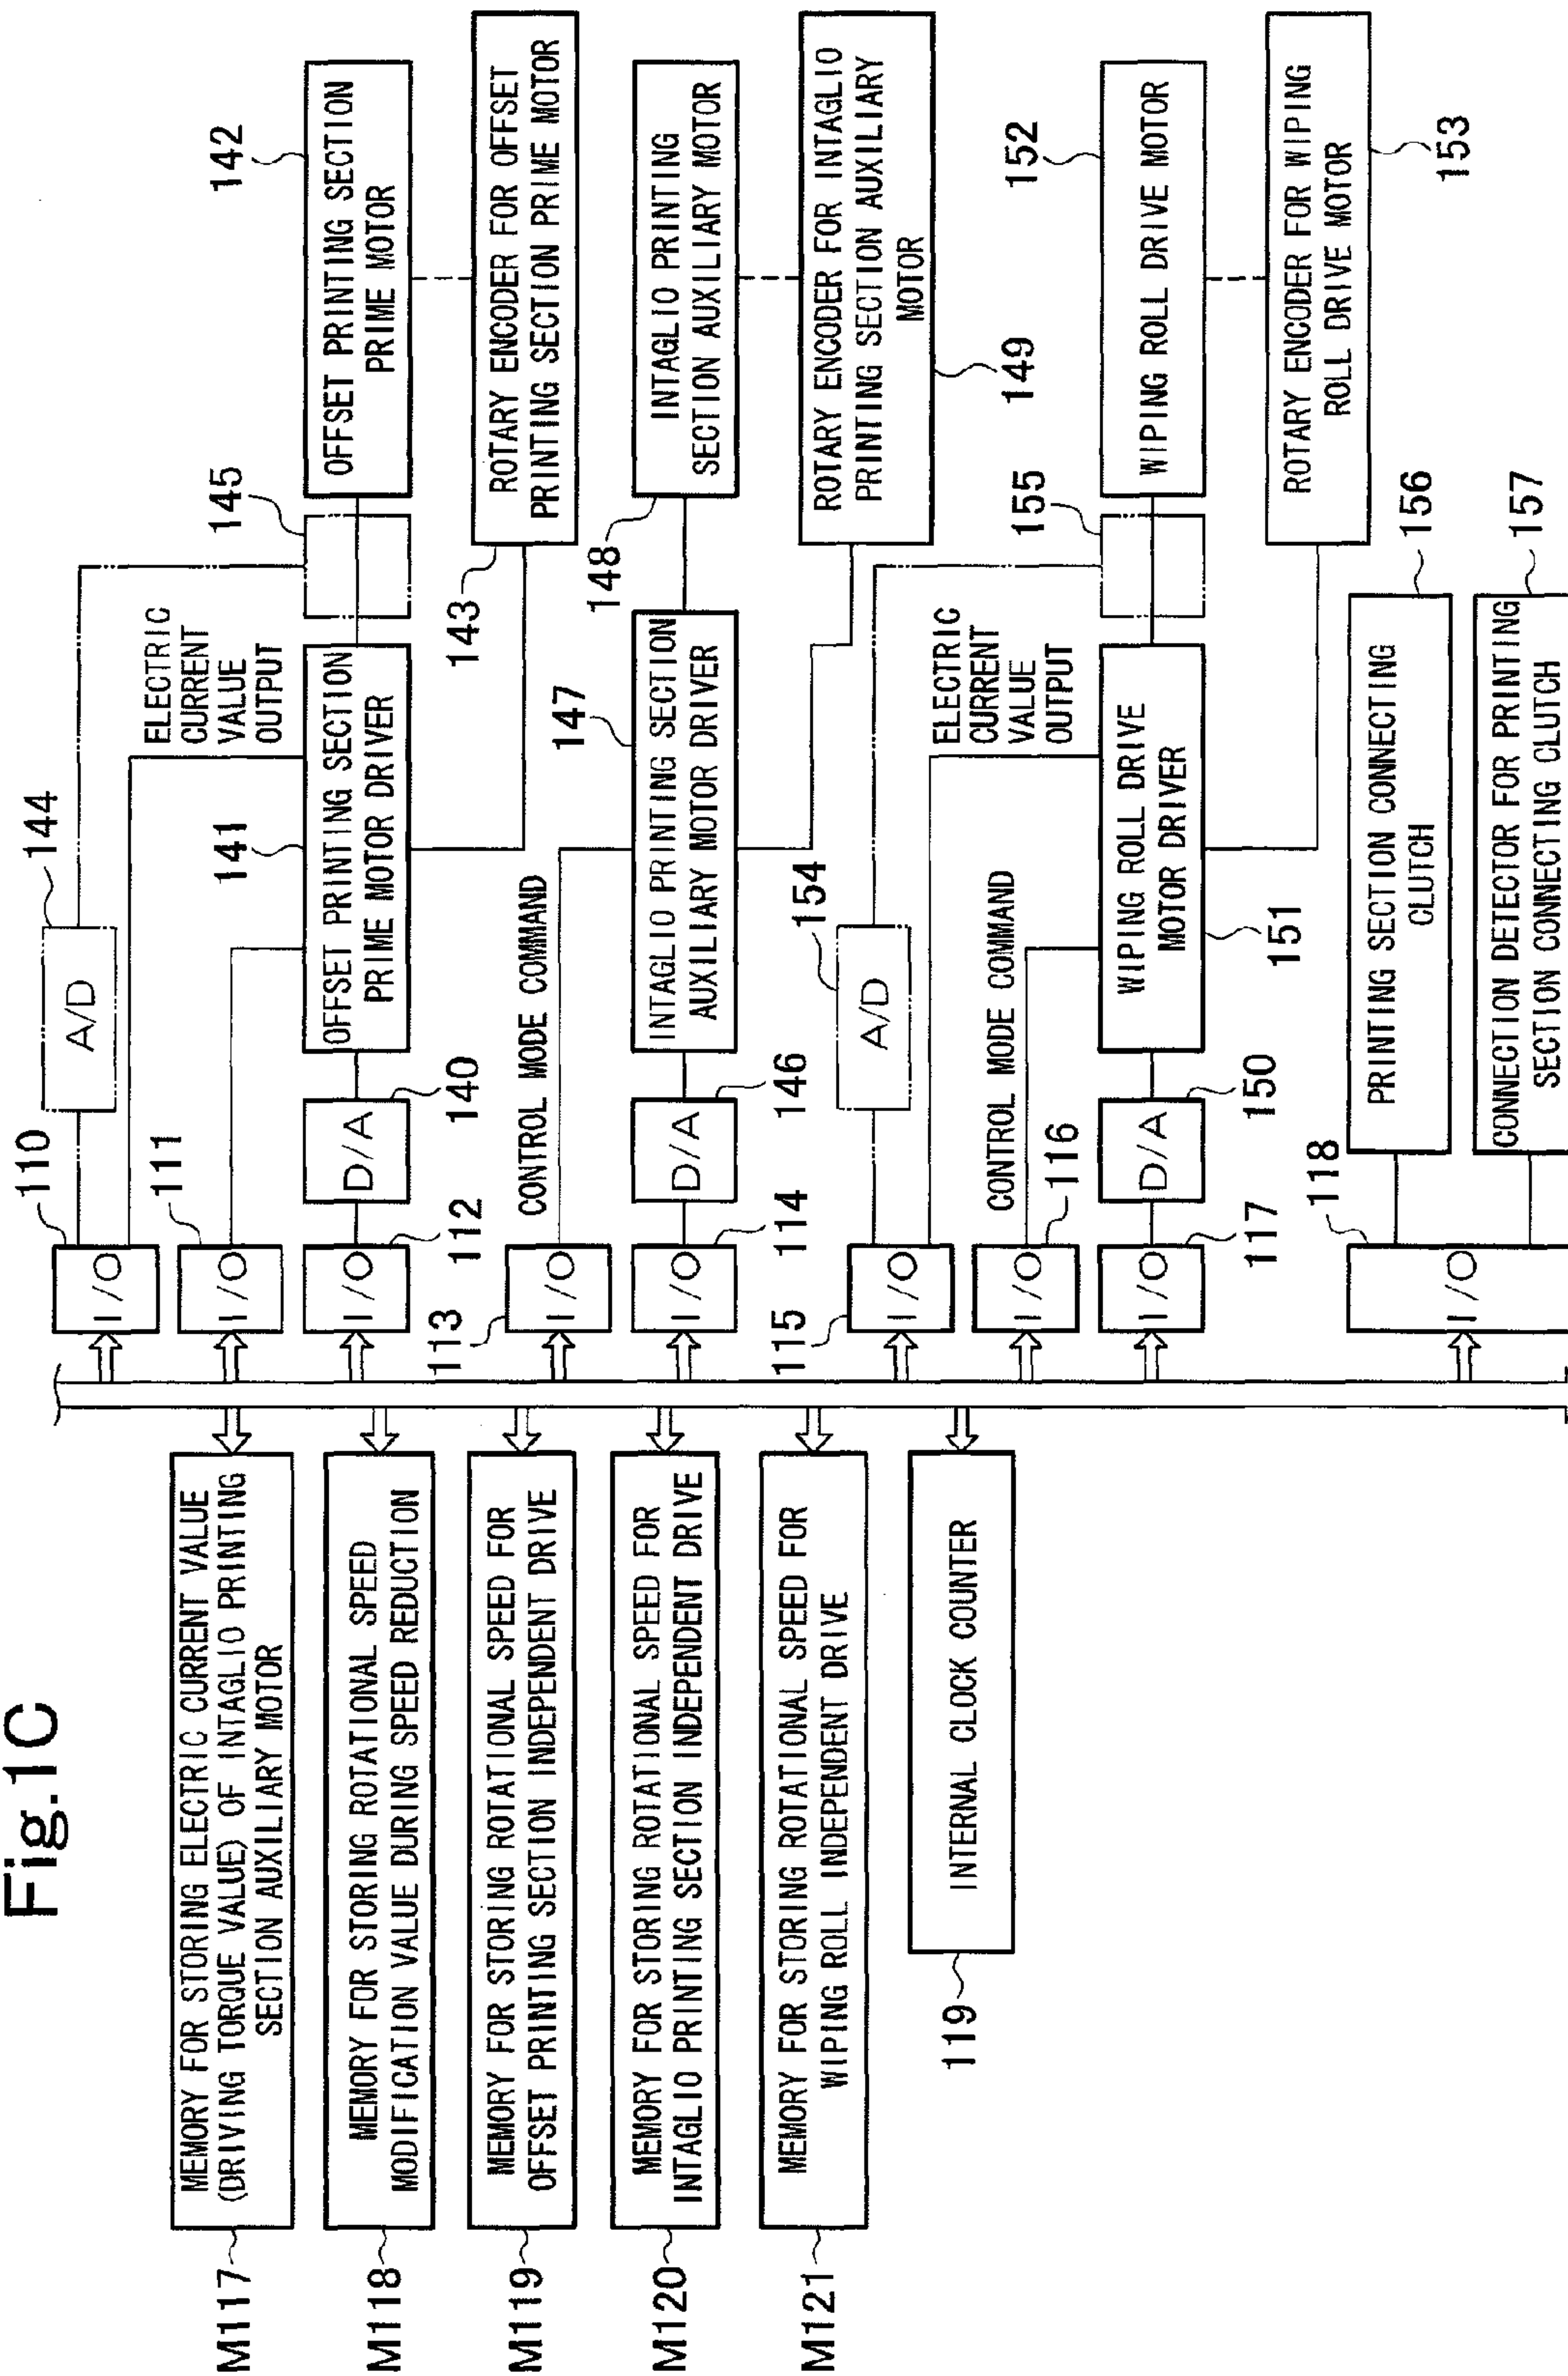 Fig.1C
M117
MEMORY FOR STORING ELECTRIC CURRENT VALUE
(DRIVING TORQUE VALUE) OF INTAGLIO PRINTING
SECTION AUXILIARY MOTOR
M118
MEMORY FOR STORING ROTATIONAL SPEED
MODIFICATION VALUE DURING SPEED REDUCTION
M119
MEMORY FOR STORING ROTATIONAL SPEED FOR
OFFSET PRINTING SECTION INDEPENDENT DRIVE
M120
MEMORY FOR STORING ROTATIONAL SPEED FOR
INTAGLIO PRINTING SECTION INDEPENDENT DRIVE
M121
MEMORY FOR STORING ROTATIONAL SPEED FOR
WIPING ROLL INDEPENDENT DRIVE
119
INTERNAL CLOCK COUNTER
110
I/O
144
A/D
ELECTRIC
CURRENT
VALUE
OUTPUT
145
111
I/O
112
I/O
140
D/A
141
OFFSET PRINTING SECTION
PRIME MOTOR DRIVER
142
OFFSET PRINTING SECTION
PRIME MOTOR
143
ROTARY ENCODER FOR OFFSET
PRINTING SECTION PRIME MOTOR
113
I/O
CONTROL MODE COMMAND
114
I/O
146
D/A
147
INTAGLIO PRINTING SECTION
AUXILIARY MOTOR DRIVER
148
INTAGLIO PRINTING
SECTION AUXILIARY MOTOR
149
ROTARY ENCODER FOR INTAGLIO
PRINTING SECTION AUXILIARY
MOTOR
115
I/O
154
A/D
ELECTRIC
CURRENT
VALUE
OUTPUT
155
116
I/O
CONTROL MODE COMMAND
117
I/O
150
D/A
151
WIPING ROLL DRIVE
MOTOR DRIVER
152
WIPING ROLL DRIVE MOTOR
153
ROTARY ENCODER FOR WIPING
ROLL DRIVE MOTOR
118
I/O
156
PRINTING SECTION CONNECTING
CLUTCH
157
CONNECTION DETECTOR FOR PRINTING
SECTION CONNECTING CLUTCH